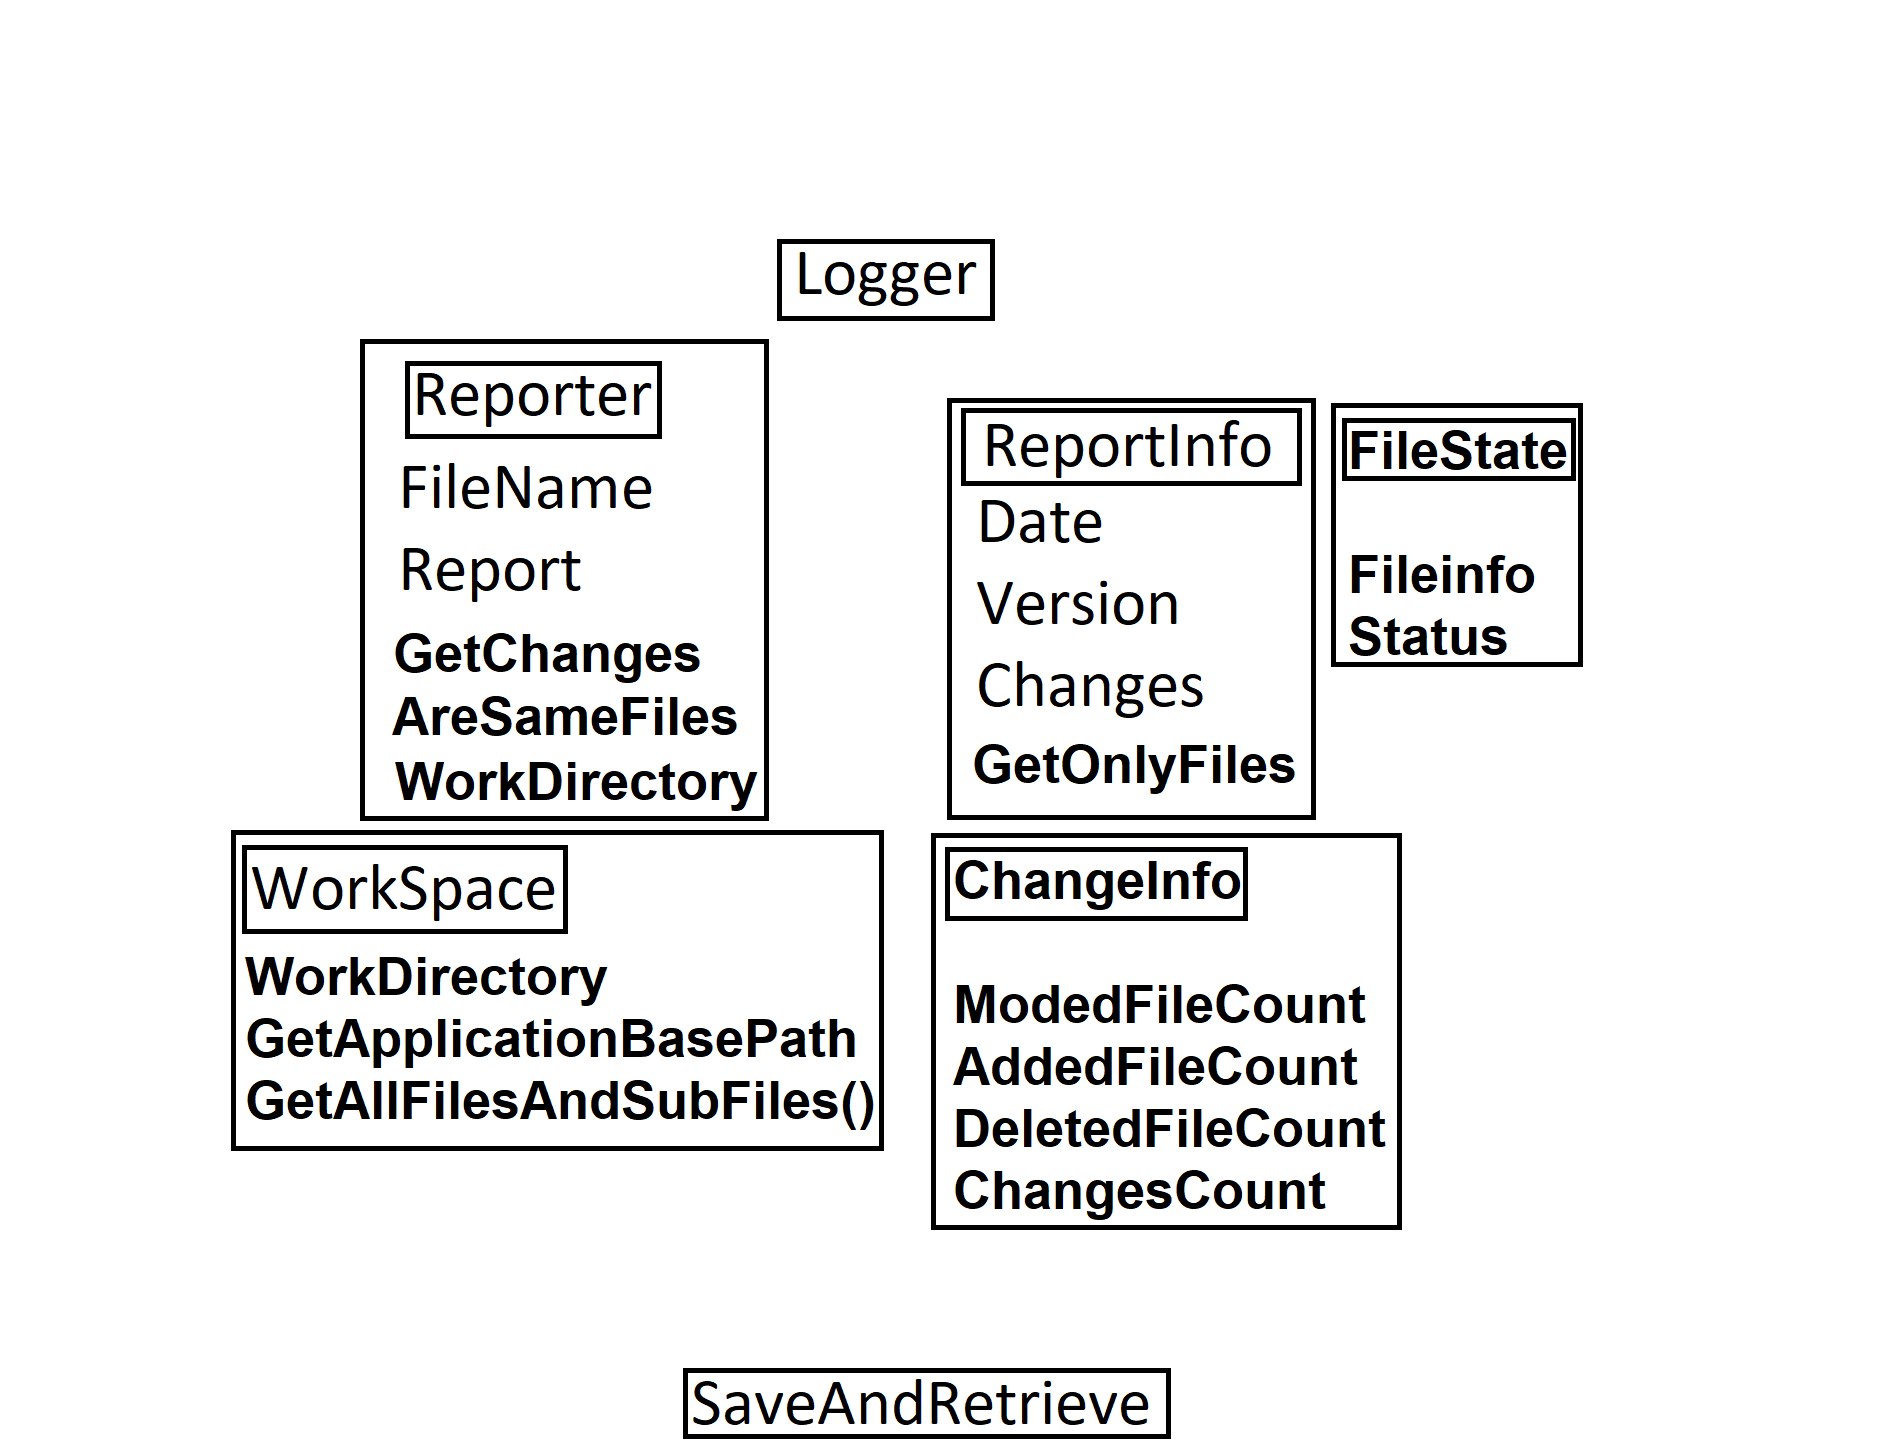 Logger
Reporter
FileName
Report
GetChanges
AreSameFiles
WorkDirectory
ReportInfo
Date
Version
Changes
GetOnlyFiles
FileState
Fileinfo
Status
WorkSpace
WorkDirectory
GetApplicationBasePath
GetAllFilesAndSubFiles()
ChangeInfo
ModedFileCount
AddedFileCount
DeletedFileCount
ChangesCount
SaveAndRetrieve